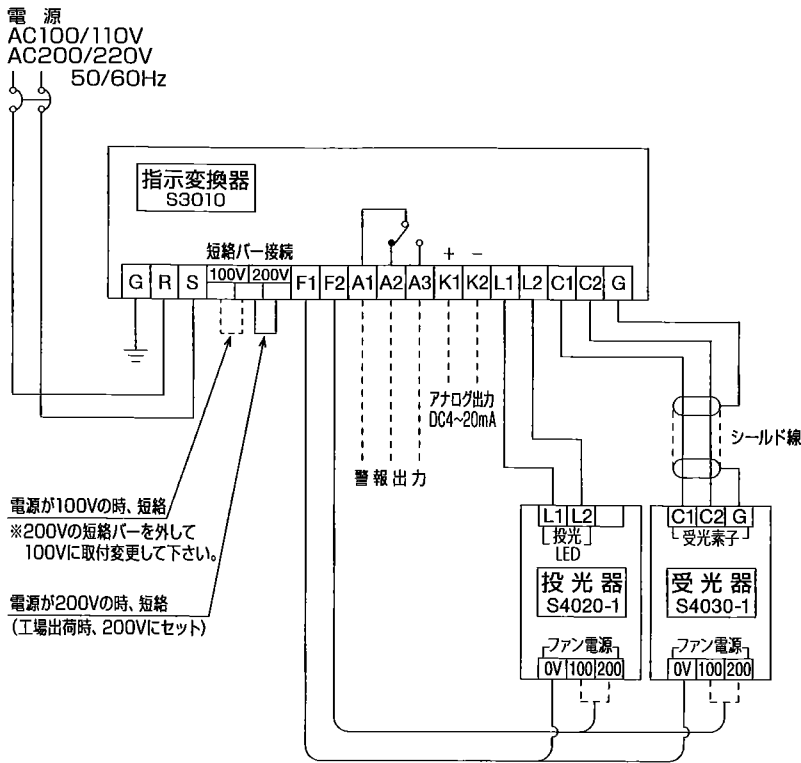 電 源
AC100/110V
AC200/220V
50/60Hz
指示変換器
S3010
短絡バー接続
+ −
G R S 100V 200V F1 F2 A1 A2 A3 K1 K2 L1 L2 C1 C2 G
アナログ出力
DC4~20mA
警報出力
シールド線
電源が100Vの時、短絡
※200Vの短絡バーを外して
100Vに取付変更して下さい。
電源が200Vの時、短絡
(工場出荷時、200Vにセット)
L1 L2
投光
LED
投光器
S4020-1
ファン電源
0V 100 200
C1 C2 G
受光素子
受光器
S4030-1
ファン電源
0V 100 200